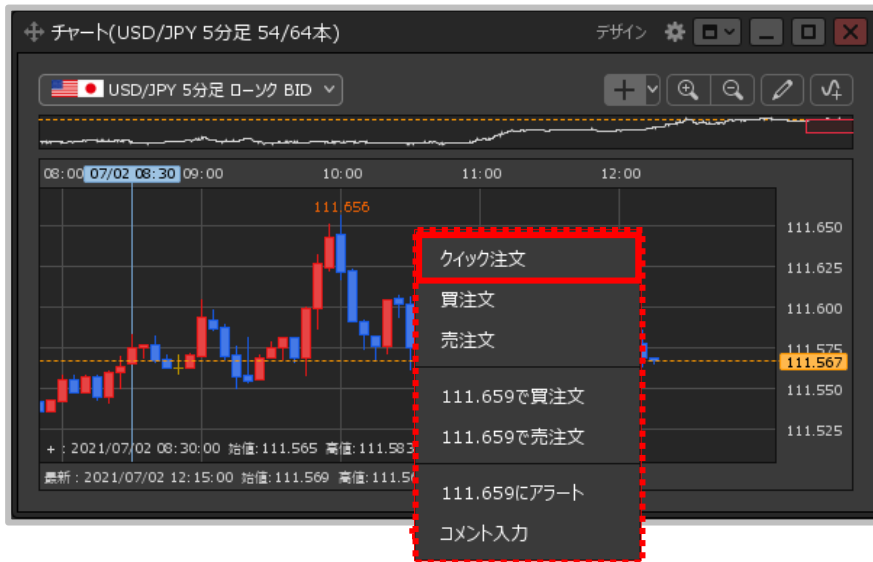 チャート(USD/JPY 5分足 54/64本)
デザイン
USD/JPY 5分足 ローソク BID
08:00 07/02 08:30 09:00 10:00 11:00 12:00
111.656
111.650
111.625
111.600
111.575
111.567
111.550
111.525
クイック注文
買注文
売注文
111.659で買注文
111.659で売注文
111.659にアラート
コメント入力
+ : 2021/07/02 08:30:00 始値:111.565 高値:111.583
最新 : 2021/07/02 12:15:00 始値:111.569 高値:111.5